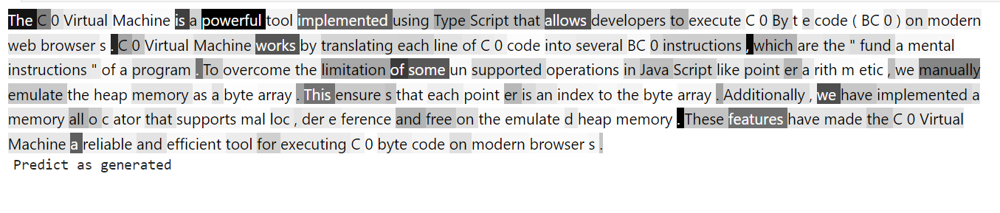 The C 0 Virtual Machine is a powerful tool implemented using Type Script that allows developers to execute C 0 By t e code ( BC 0 ) on modern
web browser s . C 0 Virtual Machine works by translating each line of C 0 code into several BC 0 instructions , which are the " fund a mental
instructions " of a program . To overcome the limitation of some un supported operations in Java Script like point er a rith m etic , we manually
emulate the heap memory as a byte array . This ensure s that each point er is an index to the byte array . Additionally , we have implemented a
memory all o c ator that supports mal loc , der e ference and free on the emulate d heap memory . These features have made the C 0 Virtual
Machine a reliable and efficient tool for executing C 0 byte code on modern browser s .
Predict as generated